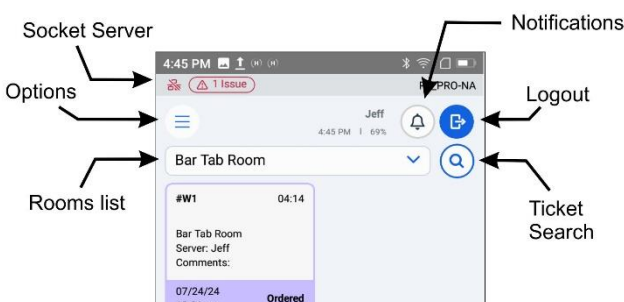 Socket Server
Notifications
4:45 PM
1 Issue
PRO-NA
Options
Logout
Jeff
4:45 PM | 69%
Bar Tab Room
Rooms list
Ticket
Search
#W1 04:14
Bar Tab Room
Server: Jeff
Comments:
07/24/24
Ordered